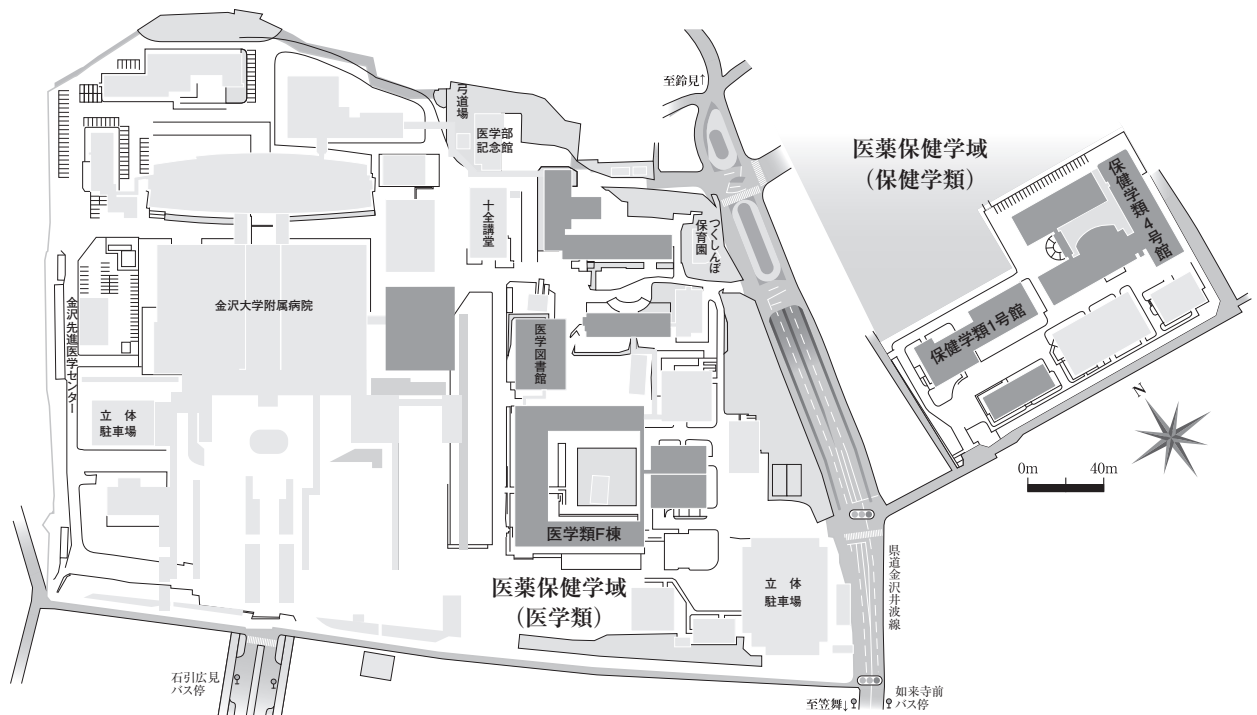 至鈴見↑
弓道場
医学部
記念館
十全講堂
つくしんぼ
保育園
医薬保健学域
（保健学類）
保健学類4号館
保健学類1号館
金沢大学附属病院
金沢先進医学センター
医学図書館
立　体
駐車場
N
0m
40m
医学類F棟
医薬保健学域
（医学類）
立　体
駐車場
県道金沢井波線
石引広見
バス停
至笠舞↓
如来寺前
バス停